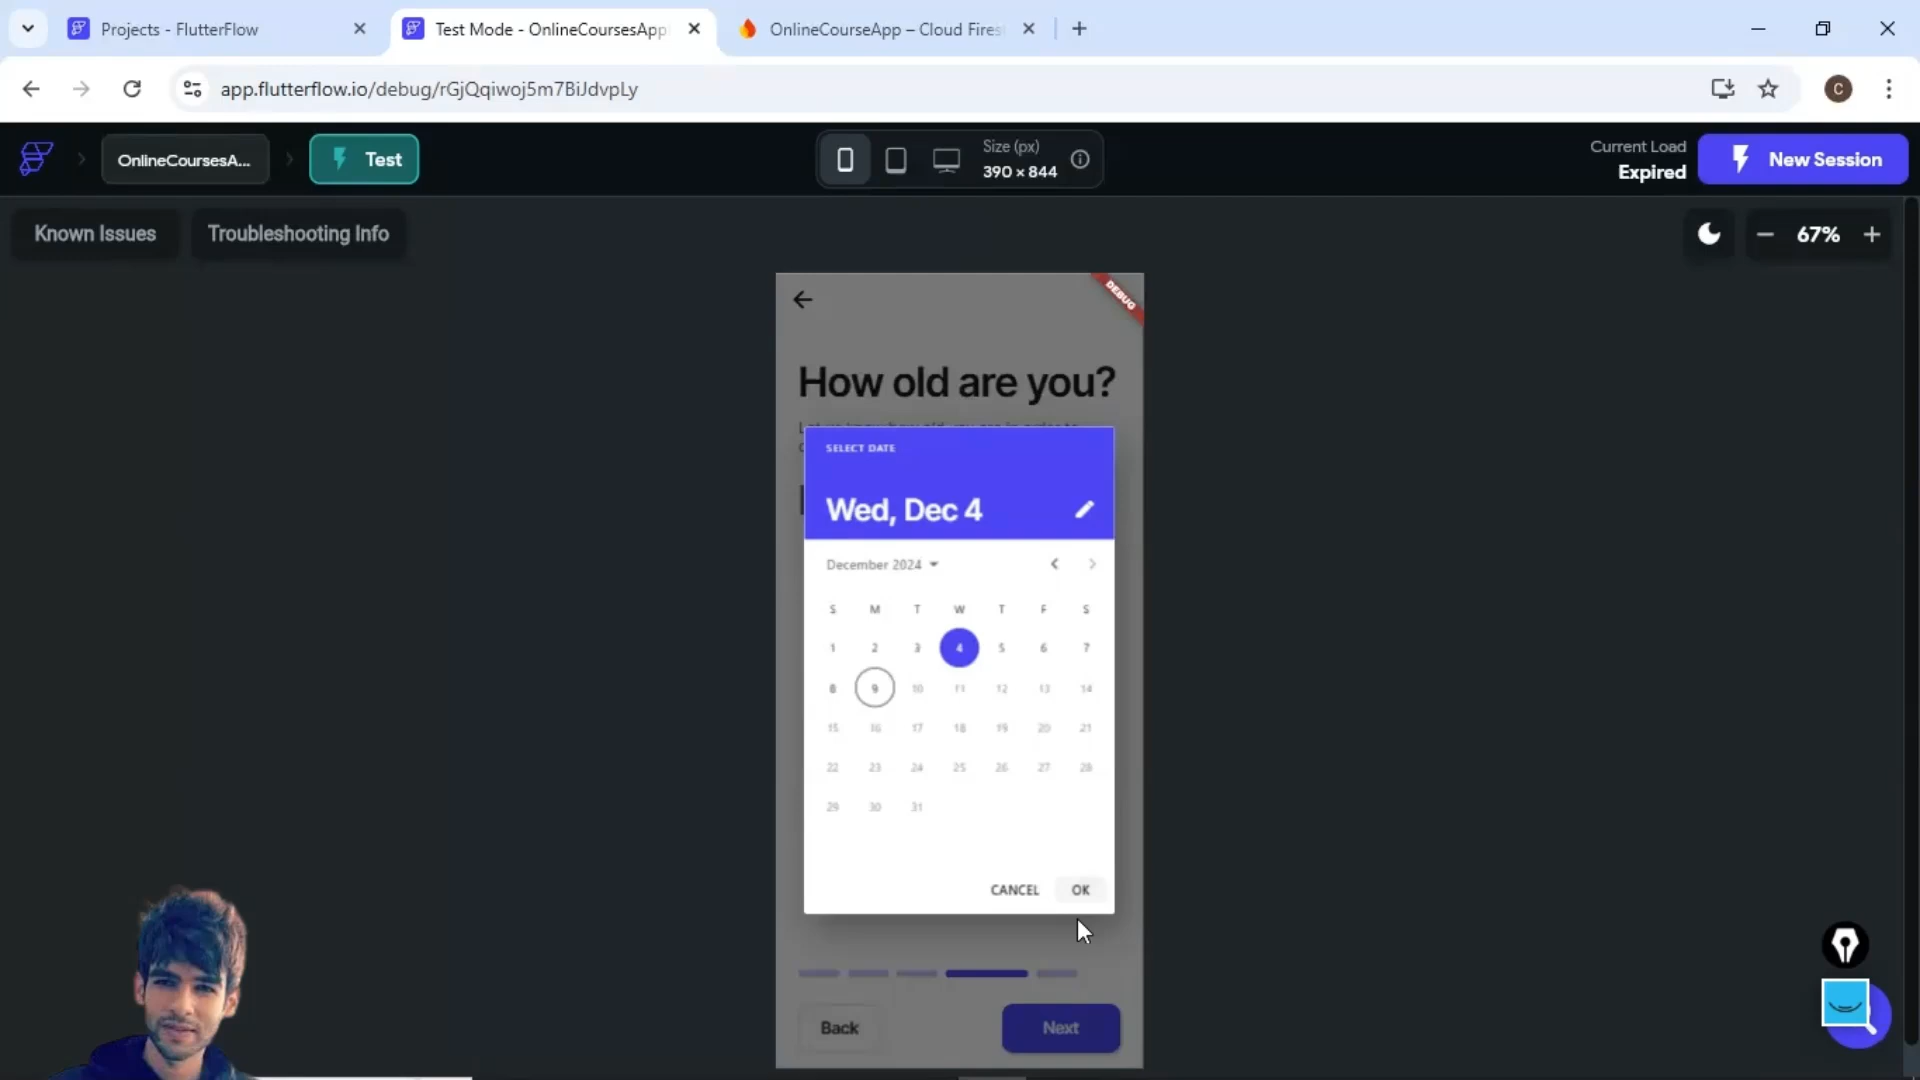 Projects - FlutterFlow
Test Mode - OnlineCoursesApp
OnlineCourseApp – Cloud Fires
app.flutterflow.io/debug/rGjQqiwoj5m7BiJdvpLy
OnlineCoursesA...
Test
Size (px)
390 × 844
Current Load
Expired
New Session
Known Issues
Troubleshooting Info
67%
C
DEBUG
How old are you?
SELECT DATE
Wed, Dec 4
December 2024
S M T W T F S
1 2 3 4 5 6 7
8 9 10 11 12 13 14
15 16 17 18 19 20 21
22 23 24 25 26 27 28
29 30 31
CANCEL OK
Back
Next